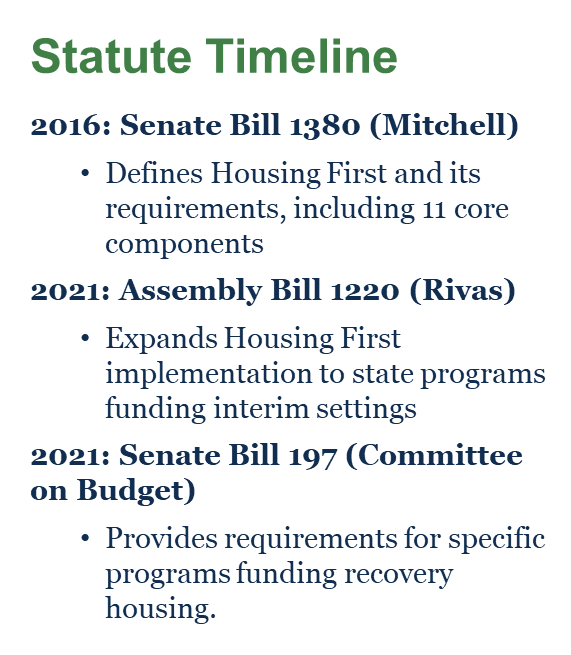 Statute Timeline
2016: Senate Bill 1380 (Mitchell)
• Defines Housing First and its
requirements, including 11 core
components
2021: Assembly Bill 1220 (Rivas)
• Expands Housing First
implementation to state programs
funding interim settings
2021: Senate Bill 197 (Committee
on Budget)
• Provides requirements for specific
programs funding recovery
housing.